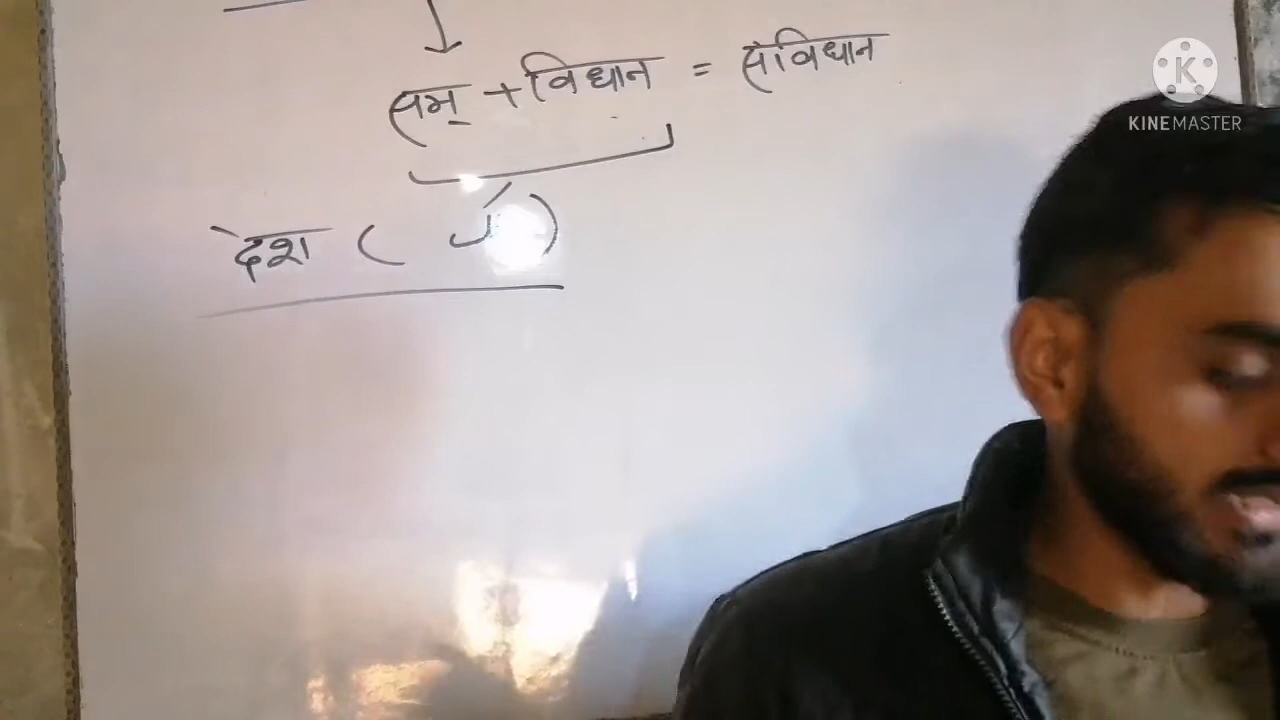 सम् + विधान = संविधान
देश (
K
KINEMASTER